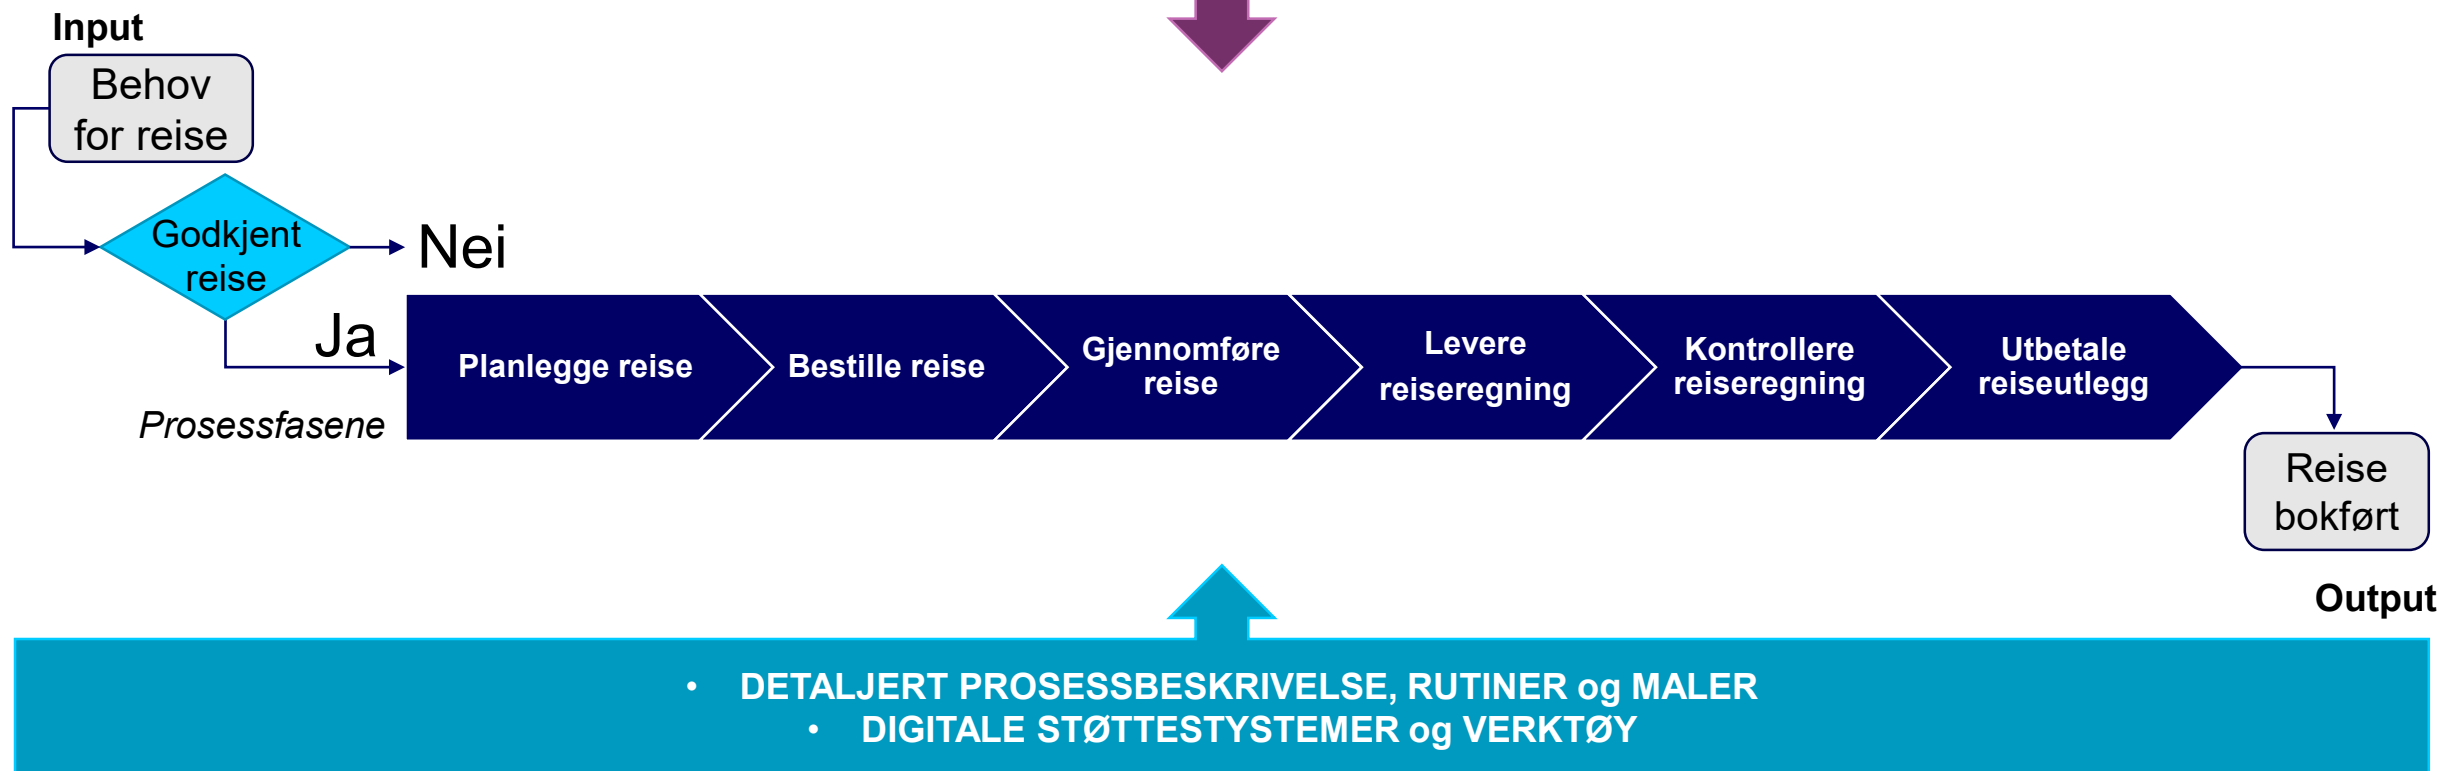 Input
Behov
for reise
Godkjent
reise
Nei
Ja
Prosessfasene
Planlegge reise
Bestille reise
Gjennomføre
reise
Levere
reiseregning
Kontrollere
reiseregning
Utbetale
reiseutlegg
Reise
bokført
Output
• DETALJERT PROSESSBESKRIVELSE, RUTINER og MALER
• DIGITALE STØTTESTYSTEMER og VERKTØY